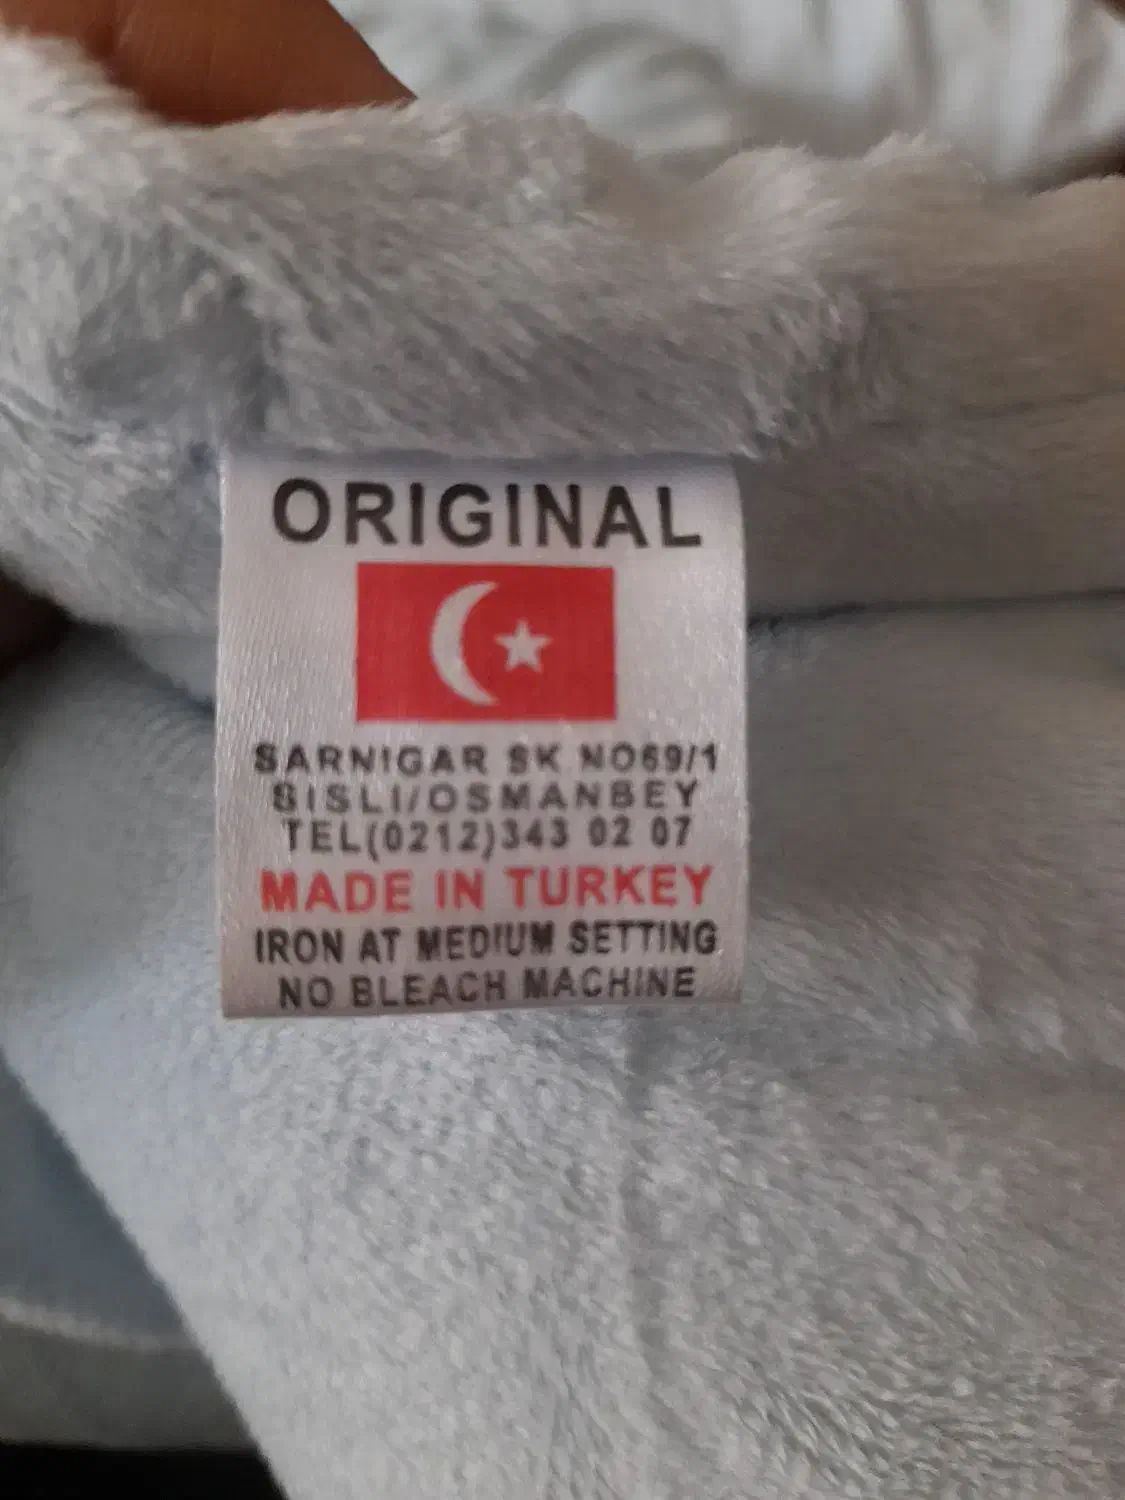 ORIGINAL
SARNIGAR SK NO69/1
SISLI/OSMANBEY
TEL(0212)343 02 07
MADE IN TURKEY
IRON AT MEDIUM SETTING
NO BLEACH MACHINE